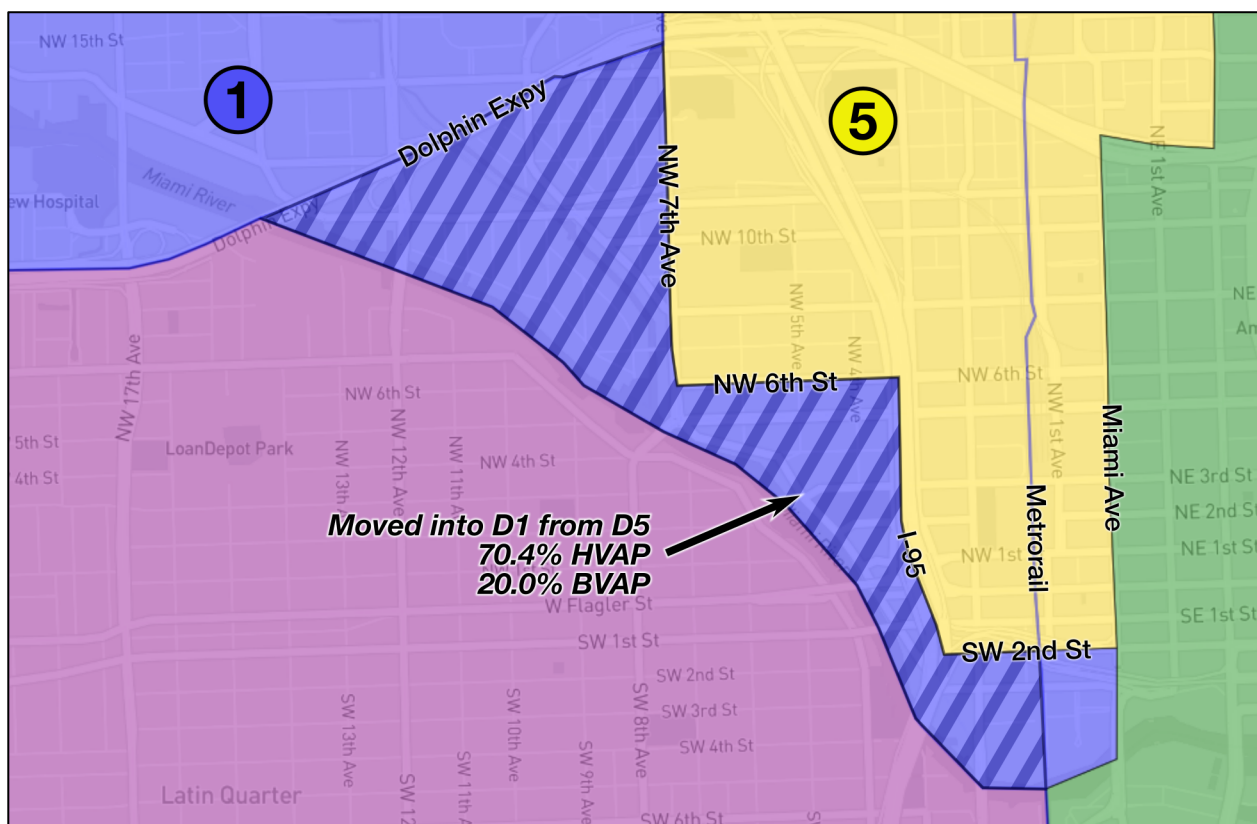 NW 15th St
1
5
Dolphin Expy
NE 1st Ave
Miami River
ew Hospital
NW 7th Ave
Dolphin Expy
NW 10th St
NW 5th Ave
NE
An
NW 17th Ave
NW 4th Ave
NW 6th St
NW 6th St
NW 6th St
NW 12th Ave
NW 1st Ave
Miami Ave
5th St
LoanDepot Park
NW 13th A
NW 11th A
NW 4th St
4th St
NE 3rd St
Metrorail
NE 2nd St
Moved into D1 from D5
70.4% HVAP
20.0% BVAP
I-95
NW 1st
NE 1st St
W Flagler St
SE 1st St
SW 1st St
SW 2nd St
SW 2nd St
SW 3rd St
SW 8th Ave
SW 13th Ave
SW 10th Ave
SW 4th St
SW 9th Ave
SW 11th A
SW 12
Latin Quarter
SW 6th St